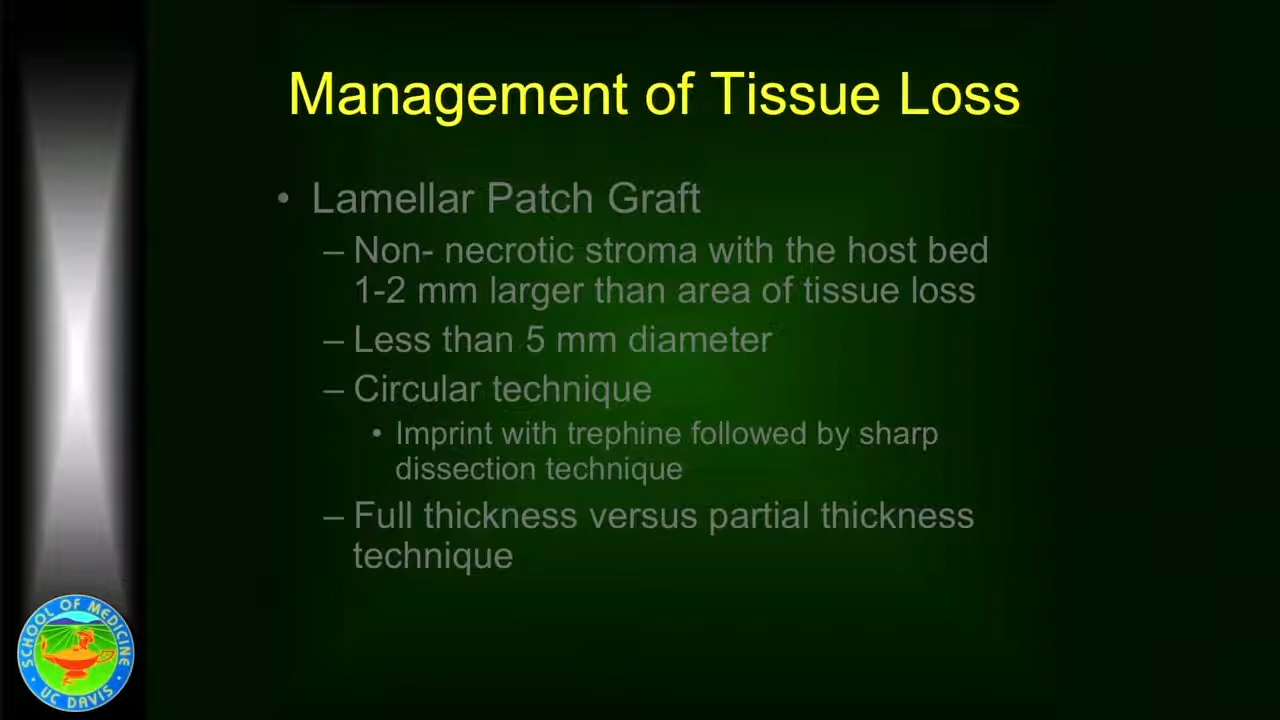 Management of Tissue Loss
• Lamellar Patch Graft
– Non- necrotic stroma with the host bed
1-2 mm larger than area of tissue loss
– Less than 5 mm diameter
– Circular technique
• Imprint with trephine followed by sharp
dissection technique
– Full thickness versus partial thickness
technique
SCHOOL OF MEDICINE
UC DAVIS